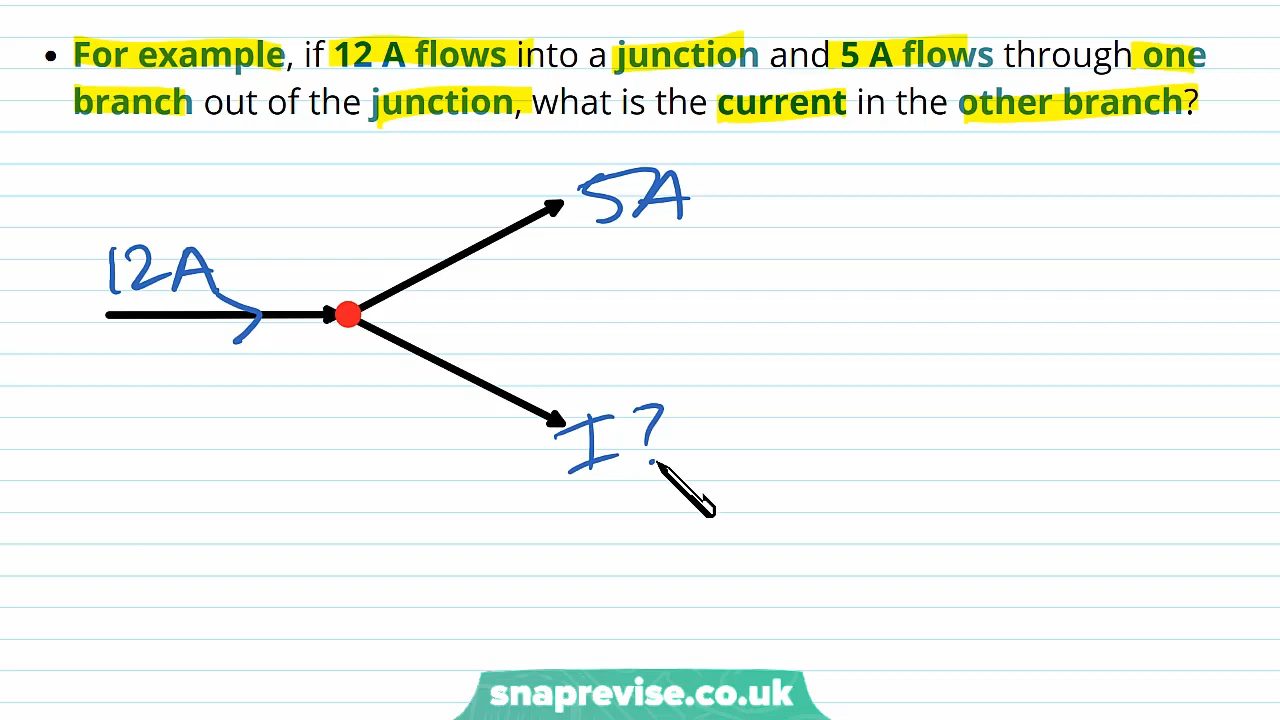 • For example, if 12 A flows into a junction and 5 A flows through one
branch out of the junction, what is the current in the other branch?
5A
12A
I?
snaprevise.co.uk